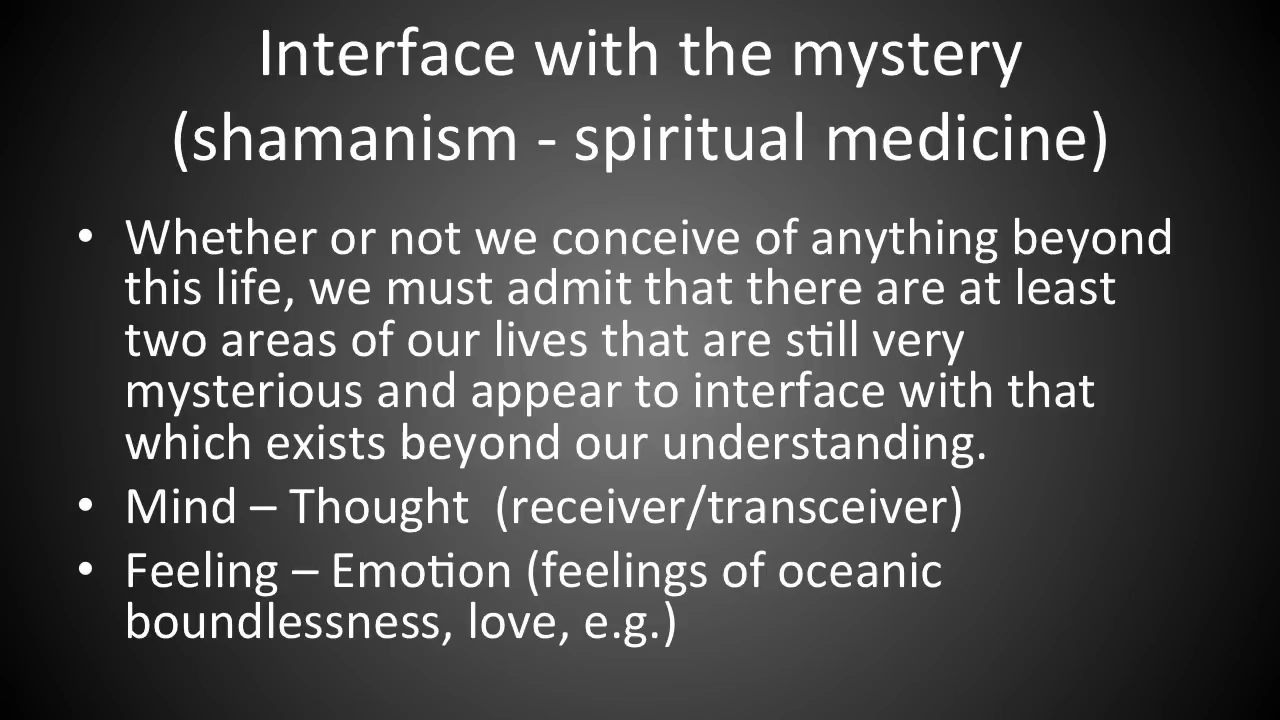 Interface with the mystery
(shamanism - spiritual medicine)
• Whether or not we conceive of anything beyond
this life, we must admit that there are at least
two areas of our lives that are still very
mysterious and appear to interface with that
which exists beyond our understanding.
• Mind – Thought  (receiver/transceiver)
• Feeling – Emotion (feelings of oceanic
boundlessness, love, e.g.)